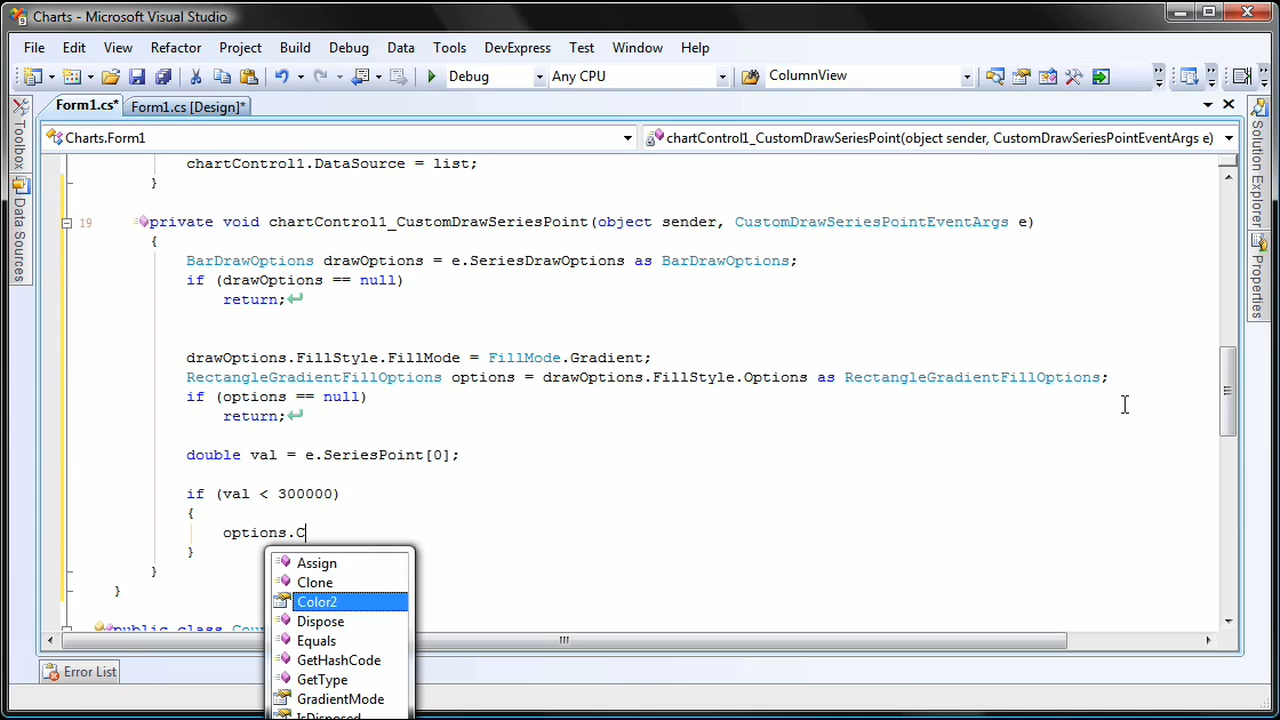 Charts - Microsoft Visual Studio
File Edit View Refactor Project Build Debug Data Tools DevExpress Test Window Help
Debug Any CPU ColumnView
Form1.cs* Form1.cs [Design]*
Charts.Form1 chartControl1_CustomDrawSeriesPoint(object sender, CustomDrawSeriesPointEventArgs e)
Toolbox
Data Sources
Solution Explorer
Properties
chartControl1.DataSource = list;
}
19 private void chartControl1_CustomDrawSeriesPoint(object sender, CustomDrawSeriesPointEventArgs e)
{
BarDrawOptions drawOptions = e.SeriesDrawOptions as BarDrawOptions;
if (drawOptions == null)
return;
drawOptions.FillStyle.FillMode = FillMode.Gradient;
RectangleGradientFillOptions options = drawOptions.FillStyle.Options as RectangleGradientFillOptions;
if (options == null)
return;
double val = e.SeriesPoint[0];
if (val < 300000)
{
options.C
}
}
}
public class
Assign
Clone
Color2
Dispose
Equals
GetHashCode
GetType
GradientMode
IsDisposed
Error List